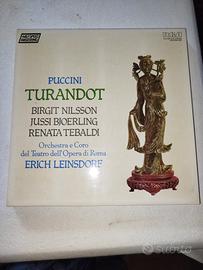 RCA
PUCCINI
TURANDOT
BIRGIT NILSSON
JUSSI BJOERLING
RENATA TEBALDI
Orchestra e Coro
del Teatro dell'Opera di Roma
ERICH LEINSDORF
Subito